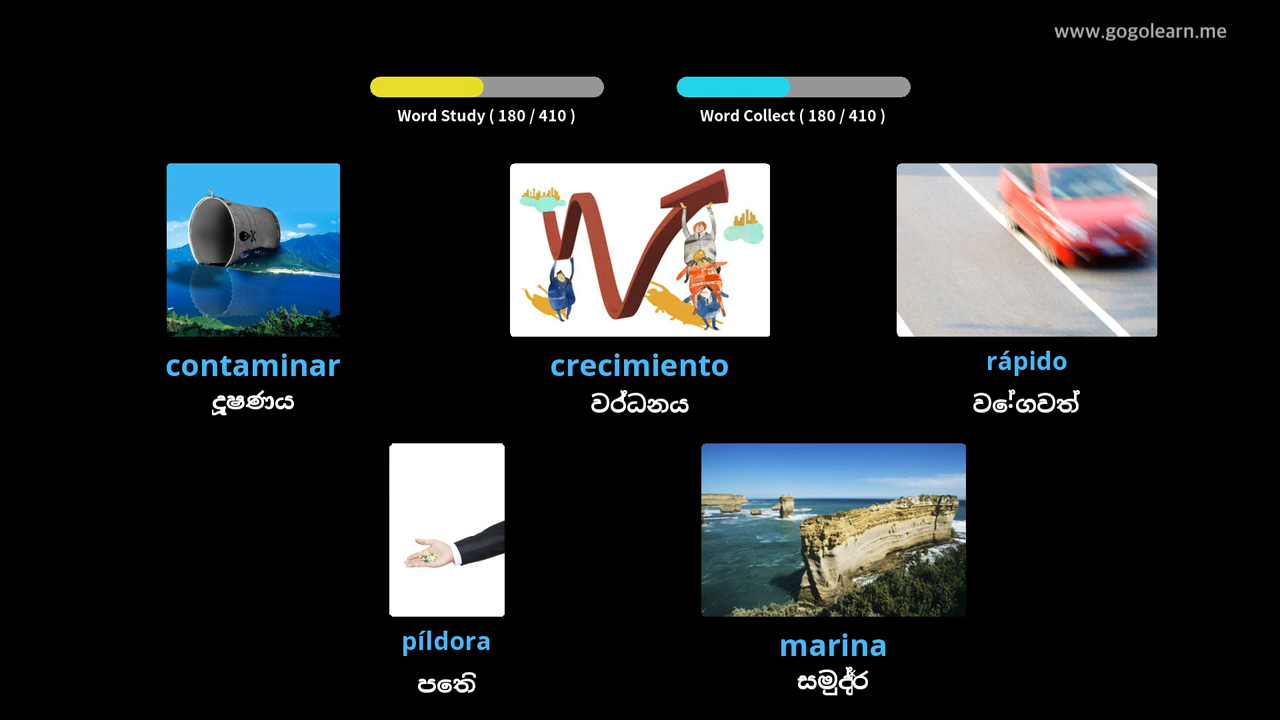 www.gogolearn.me
Word Study ( 180 / 410 )
Word Collect ( 180 / 410 )
contaminar
දූෂණය
crecimiento
වර්ධනය
rápido
වේගවත්
píldora
පෙති
marina
සමුද්‍ර